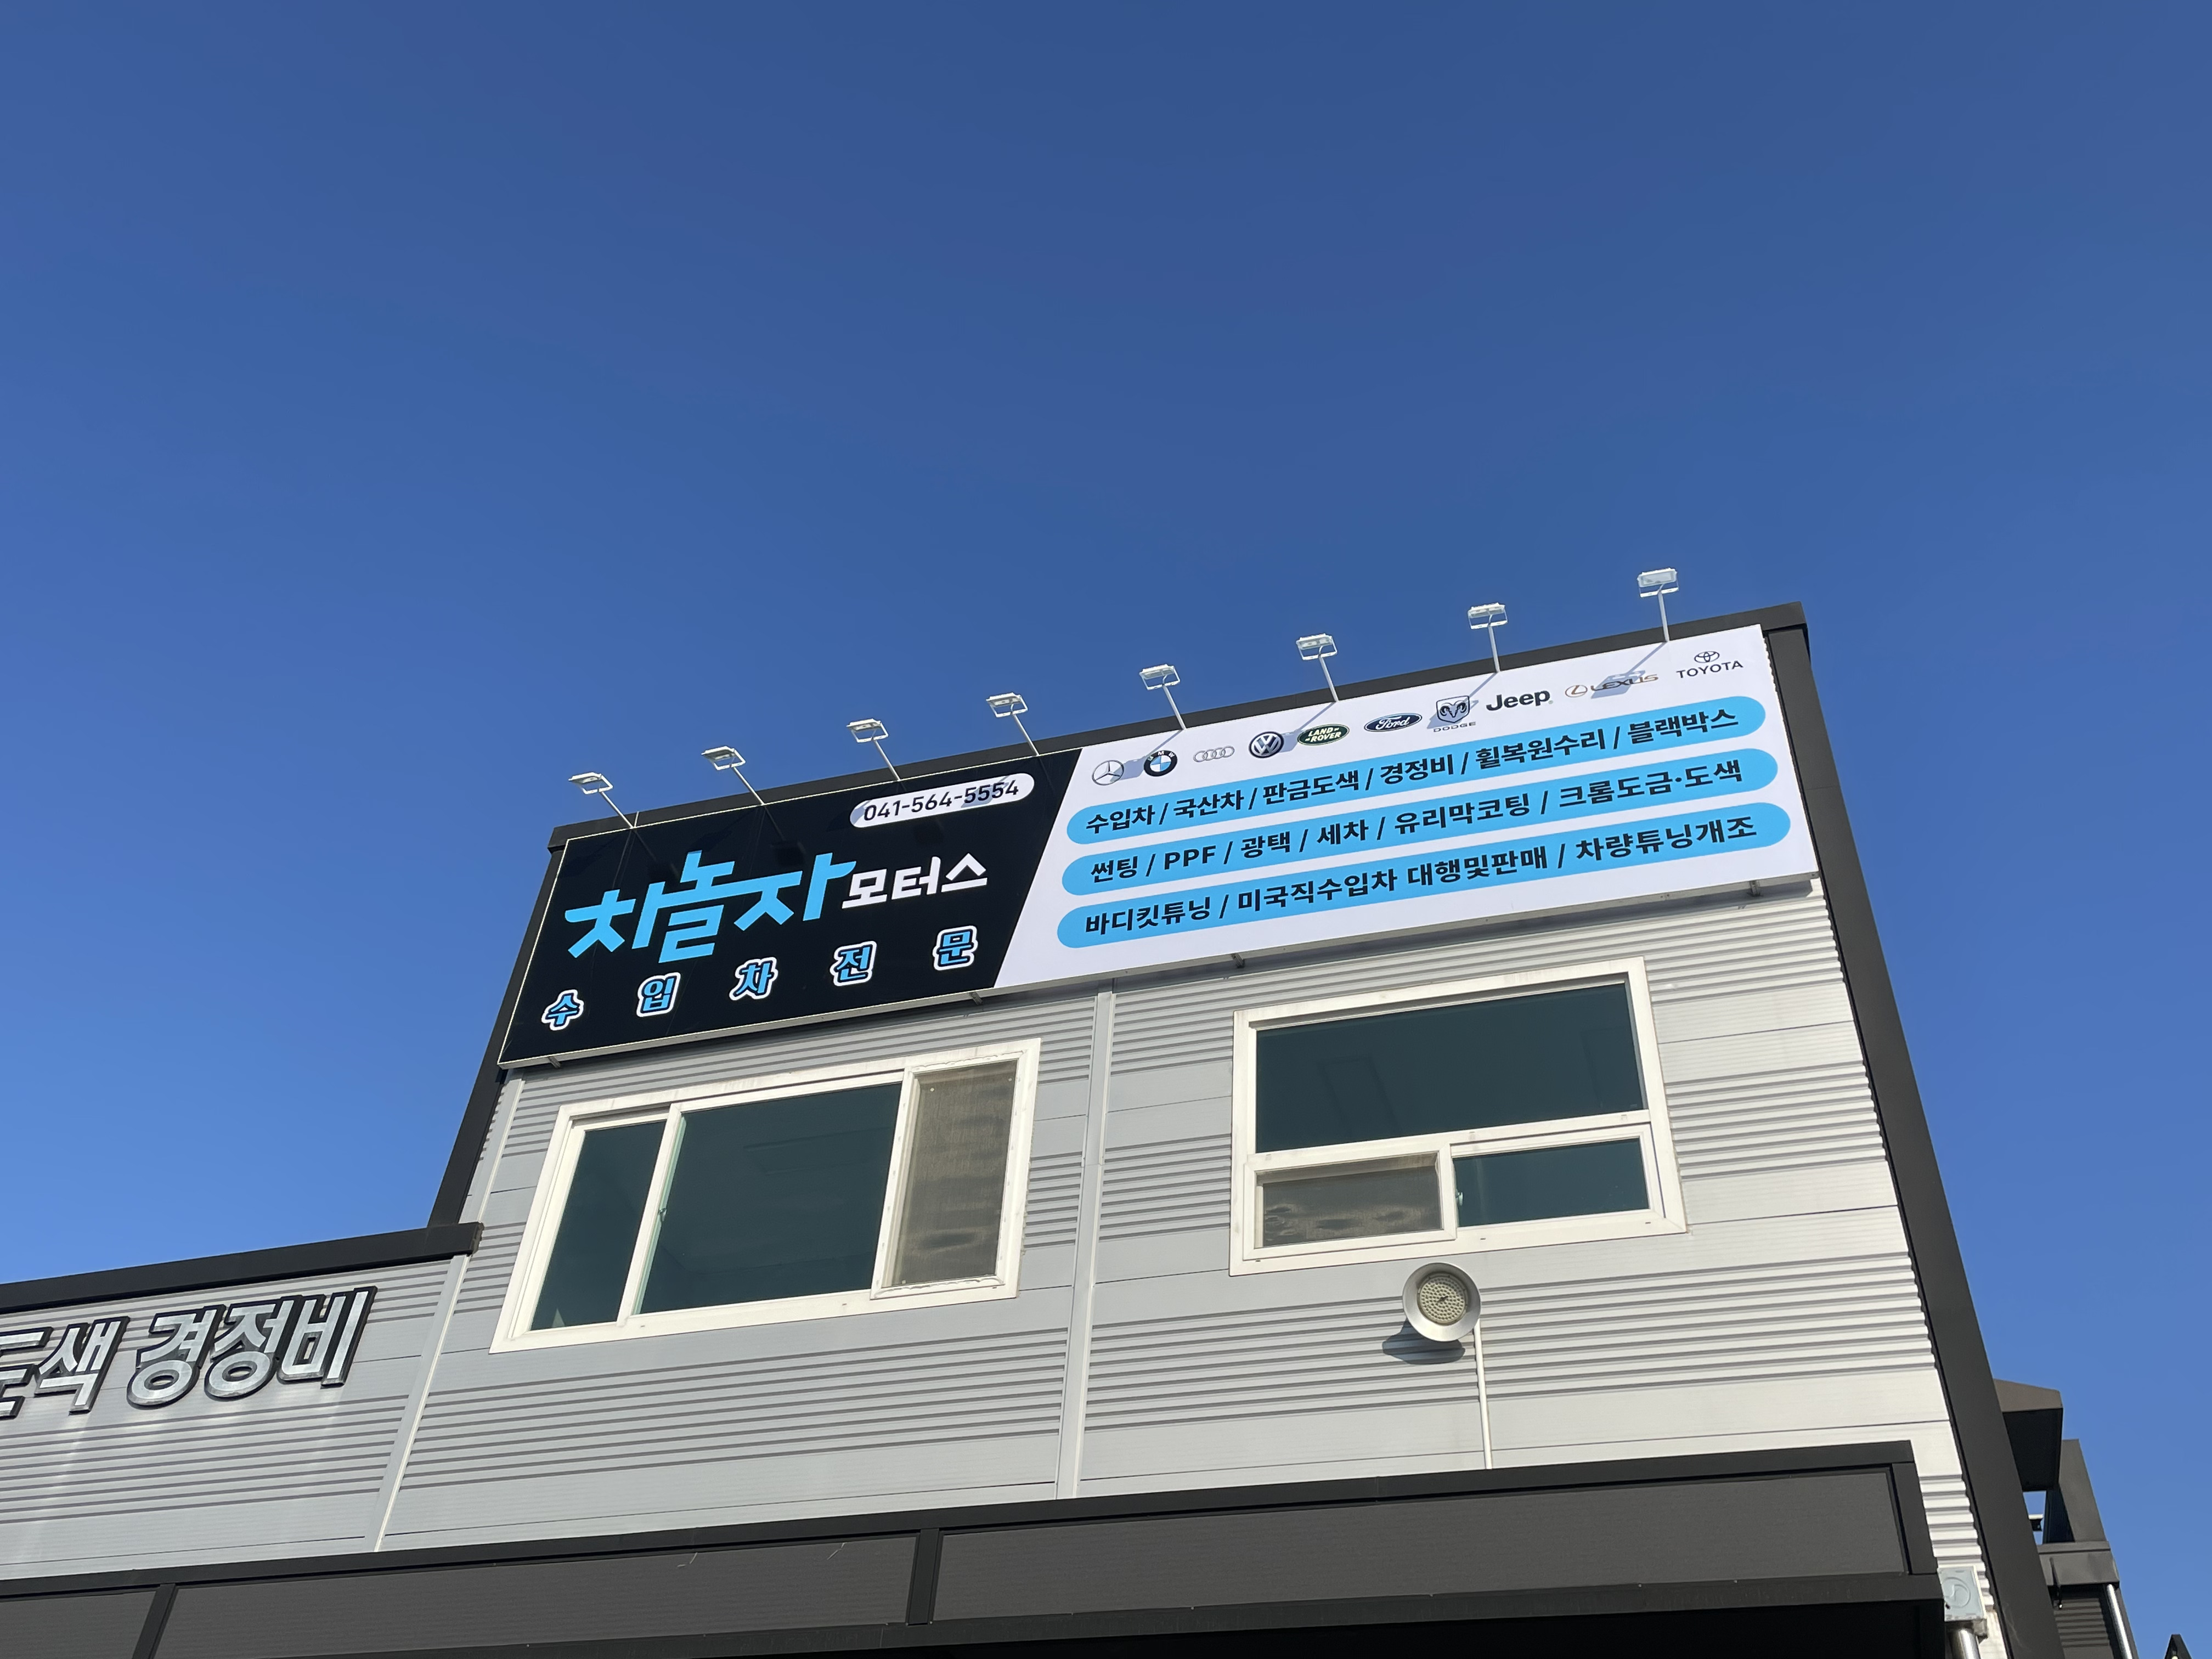 041-564-5554
차놀자모터스
수입차전문
LAND ROVER
Ford
DODGE
Jeep
LEXUS
TOYOTA
수입차 / 국산차 / 판금도색 / 경정비 / 휠복원수리 / 블랙박스
썬팅 / PPF / 광택 / 세차 / 유리막코팅 / 크롬도금·도색
바디킷튜닝 / 미국직수입차 대행및판매 / 차량튜닝개조
도색 경정비